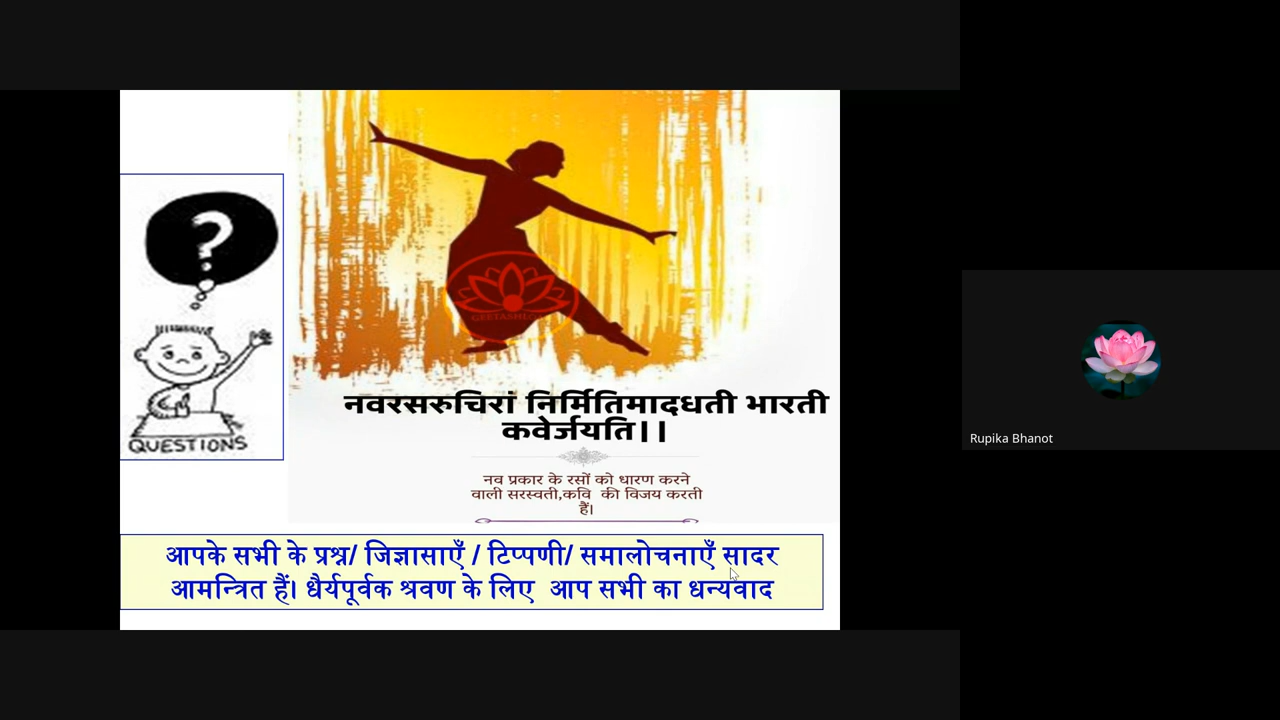 QUESTIONS
GEETASHLOK
नवरसरुचिरां निर्मितिमादधती भारती
कवेर्जयति।।
नव प्रकार के रसों को धारण करने
वाली सरस्वती,कवि की विजय करती
हैं।
आपके सभी के प्रश्न/ जिज्ञासाएँ / टिप्पणी/ समालोचनाएँ सादर
आमन्त्रित हैं। धैर्यपूर्वक श्रवण के लिए आप सभी का धन्यवाद
Rupika Bhanot